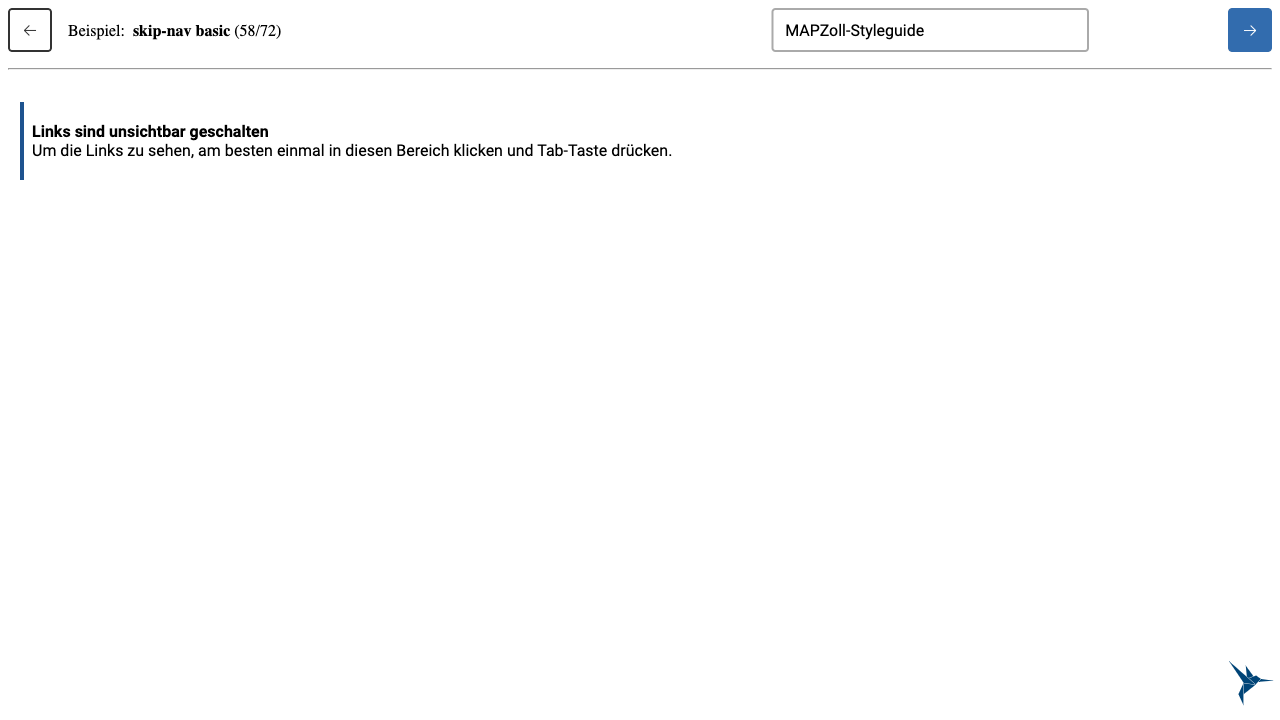 Beispiel: skip-nav basic (58/72)
MAPZoll-Styleguide
Links sind unsichtbar geschalten
Um die Links zu sehen, am besten einmal in diesen Bereich klicken und Tab-Taste drücken.